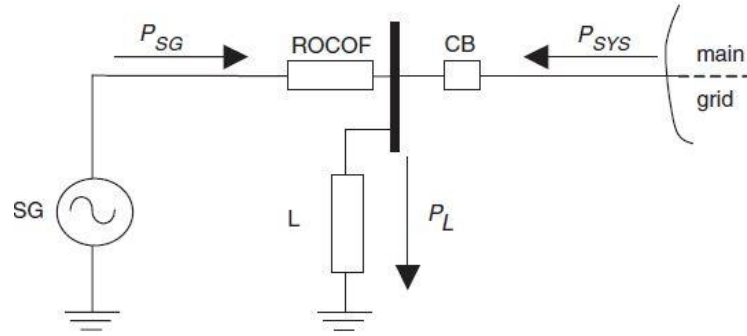 P_SG
ROCOF
CB
P_SYS
main
grid
SG
L
P_L